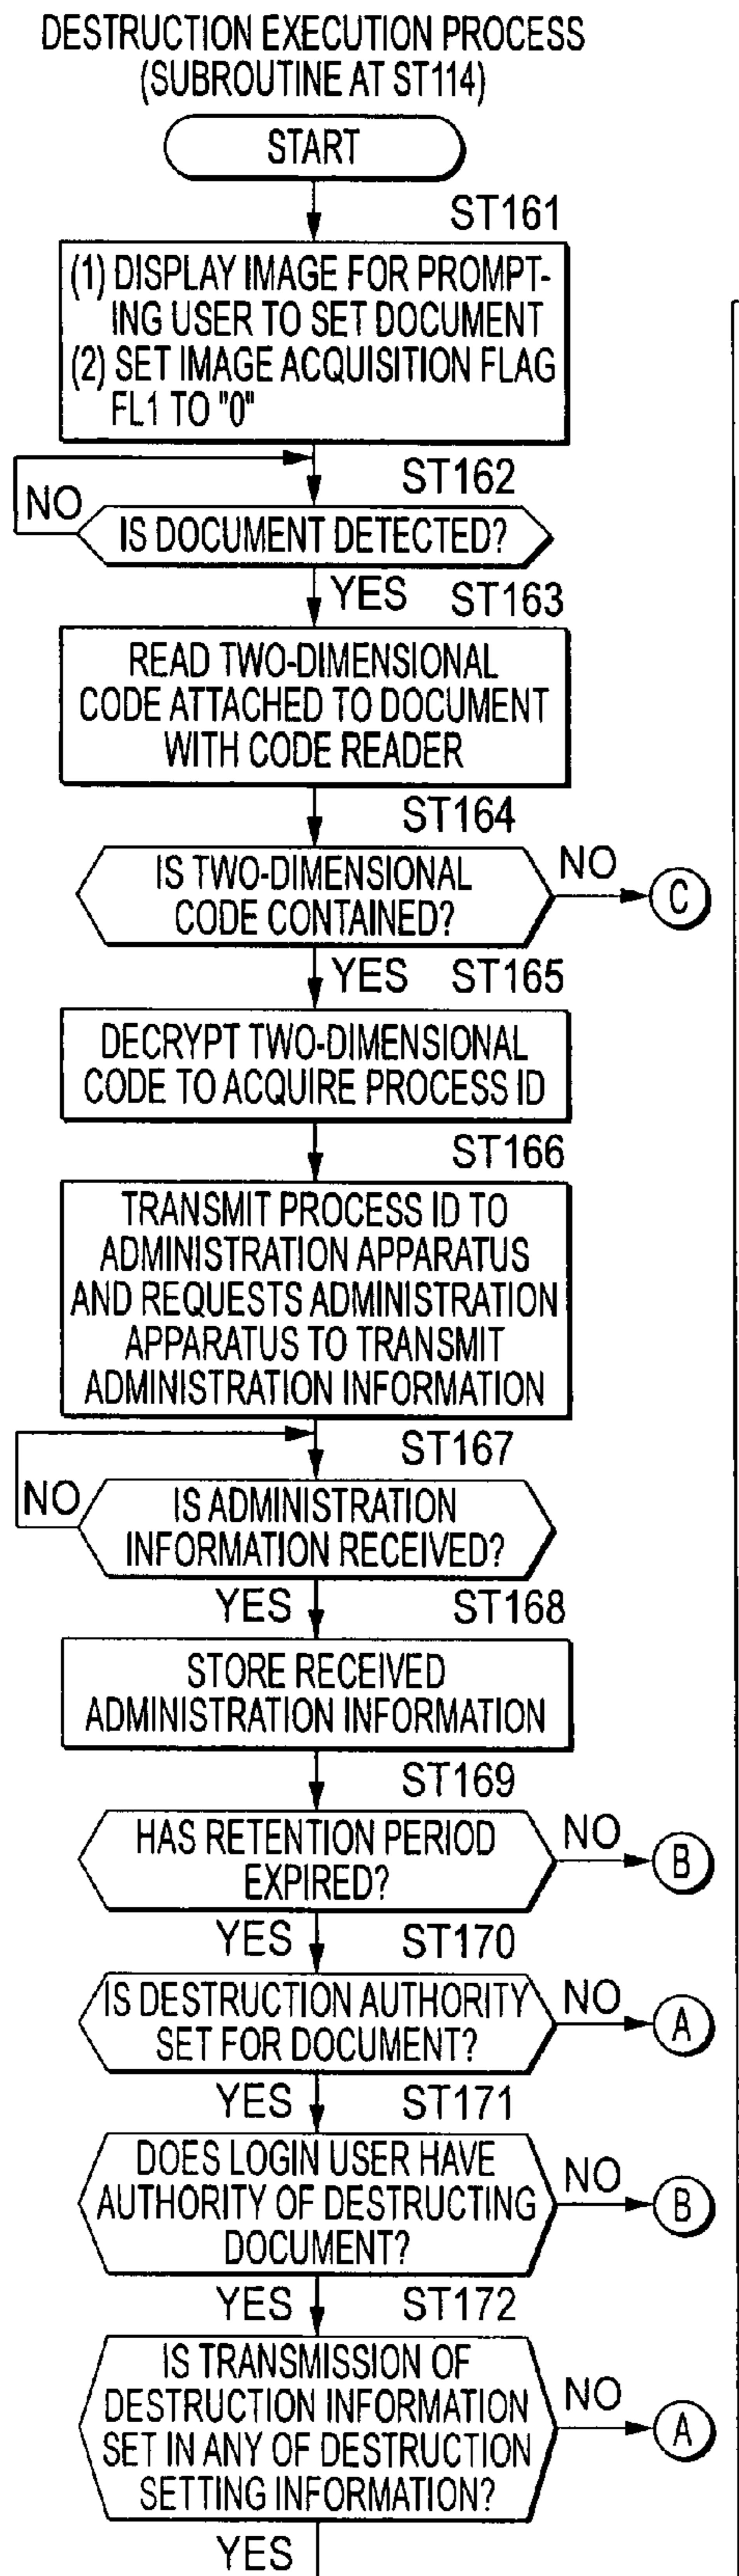 DESTRUCTION EXECUTION PROCESS
(SUBROUTINE AT ST114)
START
ST161
(1) DISPLAY IMAGE FOR PROMPT-
ING USER TO SET DOCUMENT
(2) SET IMAGE ACQUISITION FLAG
FL1 TO "0"
ST162
NO
IS DOCUMENT DETECTED?
YES
ST163
READ TWO-DIMENSIONAL
CODE ATTACHED TO DOCUMENT
WITH CODE READER
ST164
IS TWO-DIMENSIONAL
CODE CONTAINED?
NO
C
YES
ST165
DECRYPT TWO-DIMENSIONAL
CODE TO ACQUIRE PROCESS ID
ST166
TRANSMIT PROCESS ID TO
ADMINISTRATION APPARATUS
AND REQUESTS ADMINISTRATION
APPARATUS TO TRANSMIT
ADMINISTRATION INFORMATION
ST167
NO
IS ADMINISTRATION
INFORMATION RECEIVED?
YES
ST168
STORE RECEIVED
ADMINISTRATION INFORMATION
ST169
HAS RETENTION PERIOD
EXPIRED?
NO
B
YES
ST170
IS DESTRUCTION AUTHORITY
SET FOR DOCUMENT?
NO
A
YES
ST171
DOES LOGIN USER HAVE
AUTHORITY OF DESTRUCTING
DOCUMENT?
NO
B
YES
ST172
IS TRANSMISSION OF
DESTRUCTION INFORMATION
SET IN ANY OF DESTRUCTION
SETTING INFORMATION?
NO
A
YES